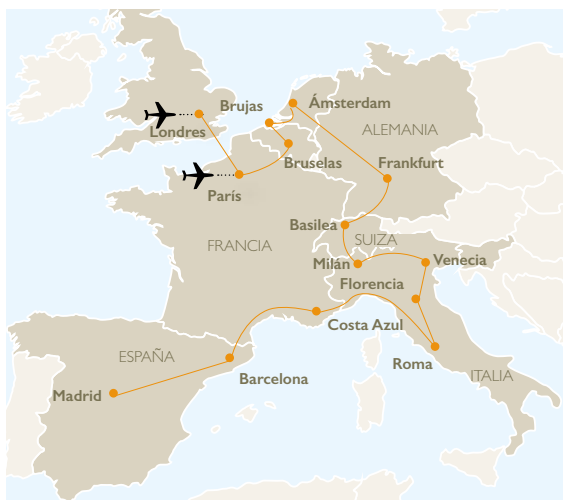 Brujas
Ámsterdam
Londres
ALEMANIA
Bruselas
Frankfurt
París
Basilea
FRANCIA
SUIZA
Milán
Venecia
Florencia
Costa Azul
ESPAÑA
Roma
Barcelona
ITALIA
Madrid